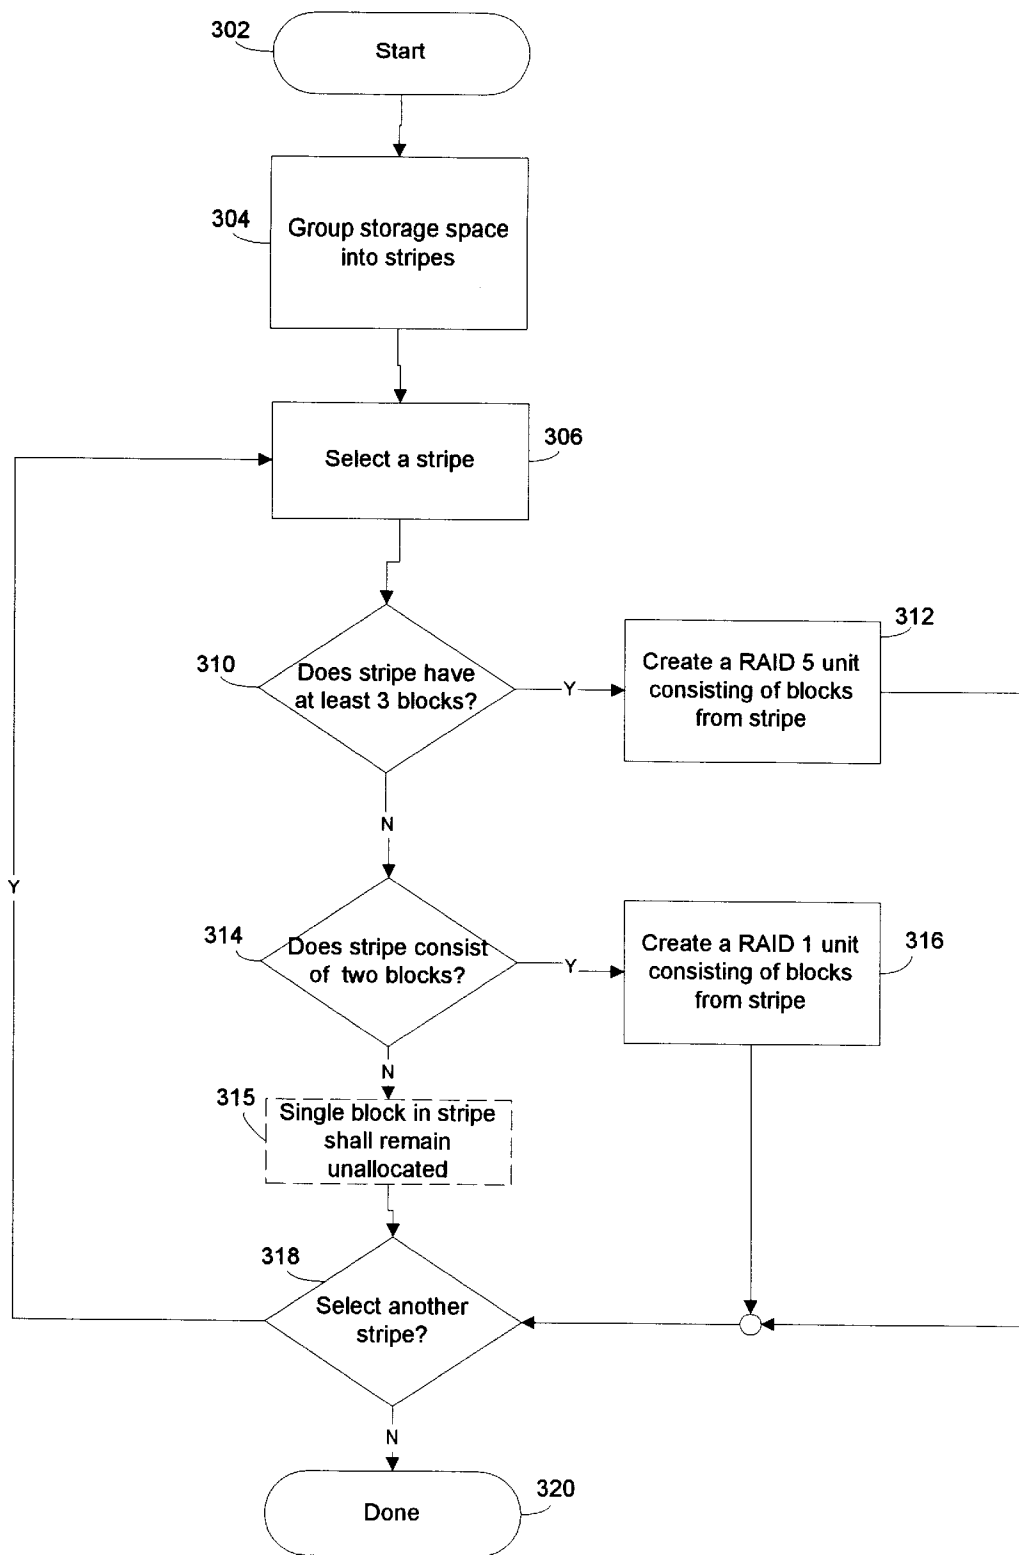 302
Start
304
Group storage space
into stripes
306
Select a stripe
312
310
Does stripe have
at least 3 blocks?
Y
Create a RAID 5 unit
consisting of blocks
from stripe
N
Y
314
Does stripe consist
of two blocks?
Y
Create a RAID 1 unit
consisting of blocks
from stripe
316
N
315
Single block in stripe
shall remain
unallocated
318
Select another
stripe?
N
Done
320